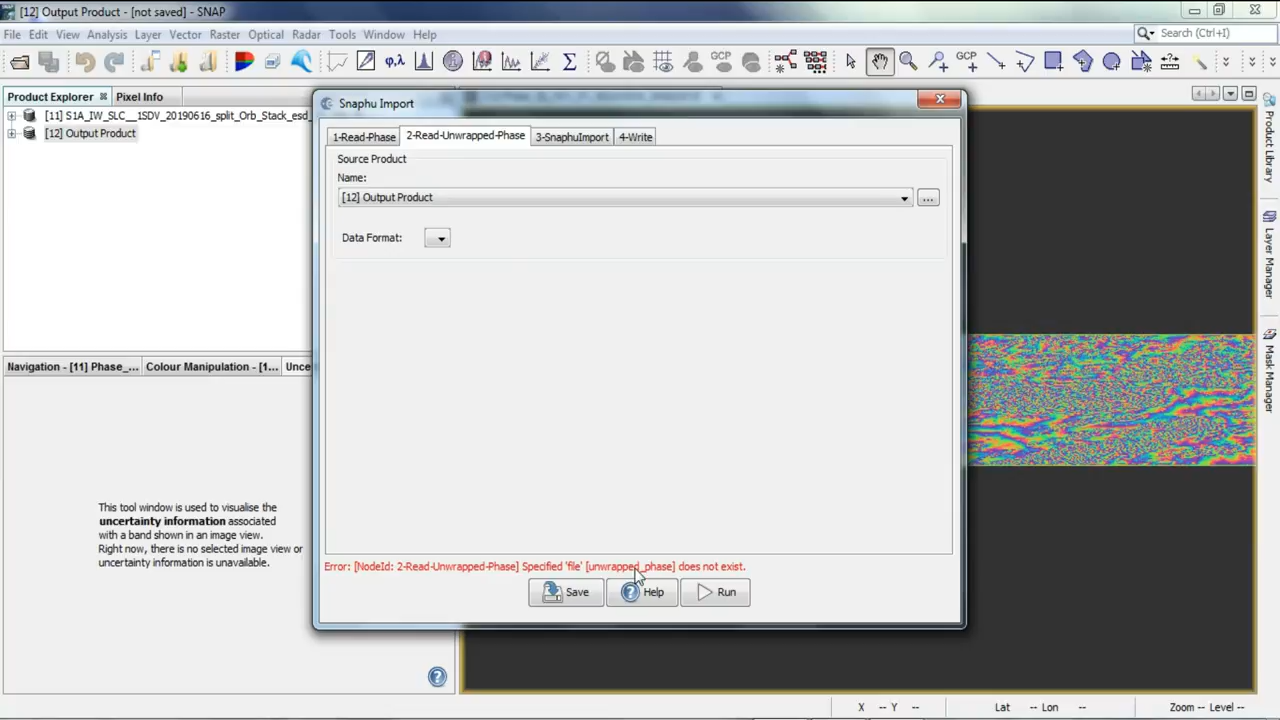 [12] Output Product - [not saved] - SNAP
File Edit View Analysis Layer Vector Raster Optical Radar Tools Window Help
Search (Ctrl+I)
φ,λ
GCP
GCP
Product Explorer Pixel Info
[11] S1A_IW_SLC__1SDV_20190616_split_Orb_Stack_esd_
[12] Output Product
Snaphu Import
1-Read-Phase 2-Read-Unwrapped-Phase 3-SnaphuImport 4-Write
Source Product
Name:
[12] Output Product
...
Data Format:
Product Library
Layer Manager
Mask Manager
Navigation - [11] Phase_... Colour Manipulation - [1... Unce
This tool window is used to visualise the
uncertainty information associated
with a band shown in an image view.
Right now, there is no selected image view or
uncertainty information is unavailable.
Error: [NodeId: 2-Read-Unwrapped-Phase] Specified 'file' [unwrapped_phase] does not exist.
Save Help Run
X -- Y -- Lat -- Lon -- Zoom -- Level --